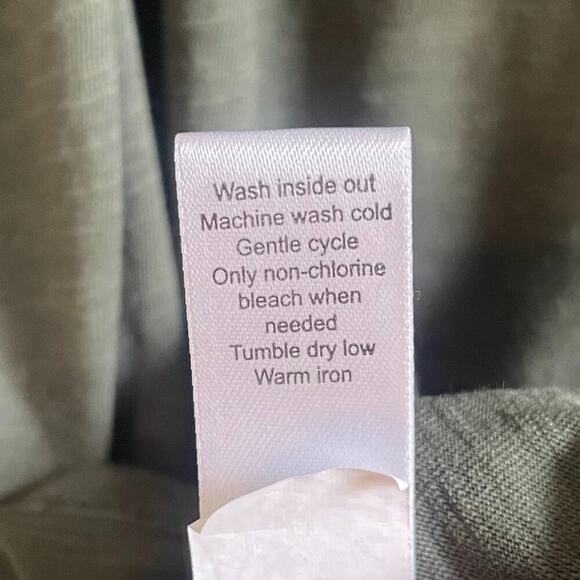 Wash inside out
Machine wash cold
Gentle cycle
Only non-chlorine
bleach when
needed
Tumble dry low
Warm iron